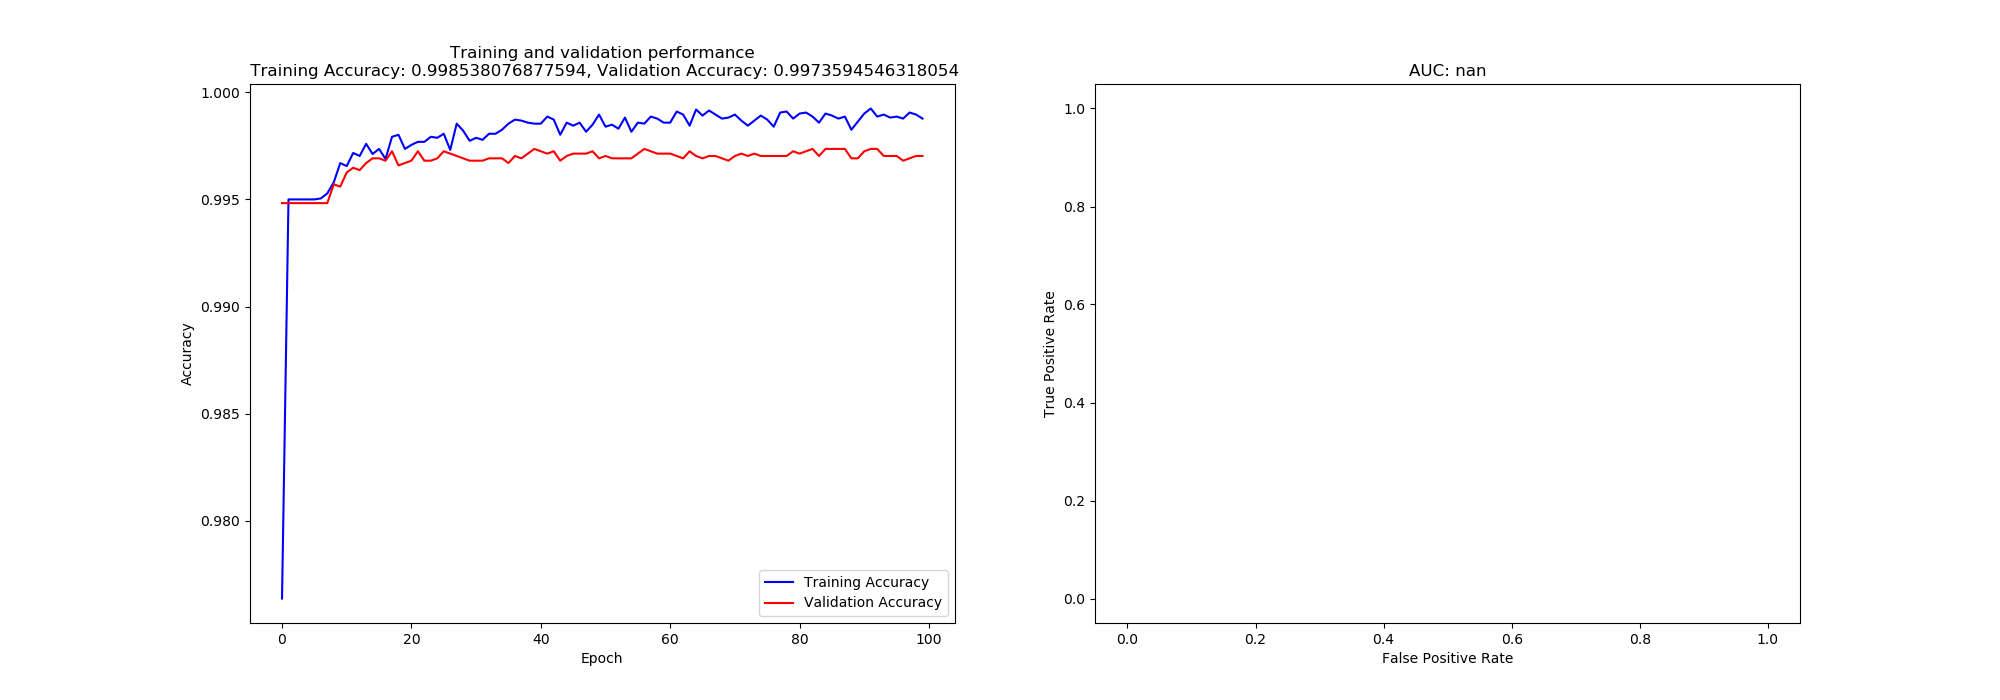 Training and validation performance
Training Accuracy: 0.998538076877594, Validation Accuracy: 0.9973594546318054
1.000
0.995
0.990
0.985
0.980
Accuracy
0
20
40
60
80
100
Epoch
Training Accuracy
Validation Accuracy
AUC: nan
1.0
0.8
0.6
0.4
0.2
0.0
True Positive Rate
0.0
0.2
0.4
0.6
0.8
1.0
False Positive Rate